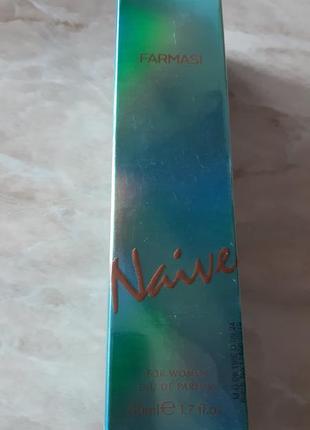 FARMASI
Naive
FOR WOMEN
EAU DE PARFUM
50ml℮ 1.7 fl.oz